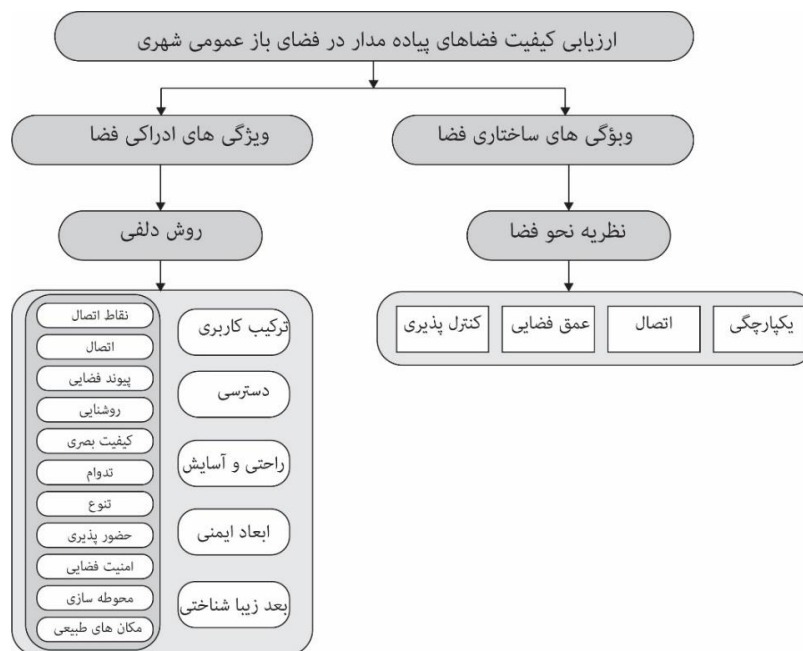 ارزیابی کیفیت فضاهای پیاده مدار در فضای باز عمومی شهری
وبؤگی های ساختاری فضا
ویژگی های ادراکی فضا
نظریه نحو فضا
روش دلفی
یکپارچگی
اتصال
عمق فضایی
کنترل پذیری
ترکیب کاربری
دسترسی
راحتی و آسایش
ابعاد ایمنی
بعد زیبا شناختی
نقاط اتصال
اتصال
پیوند فضایی
روشنایی
کیفیت بصری
تدوام
تنوع
حضور پذیری
امنیت فضایی
محوطه سازی
مکان های طبیعی